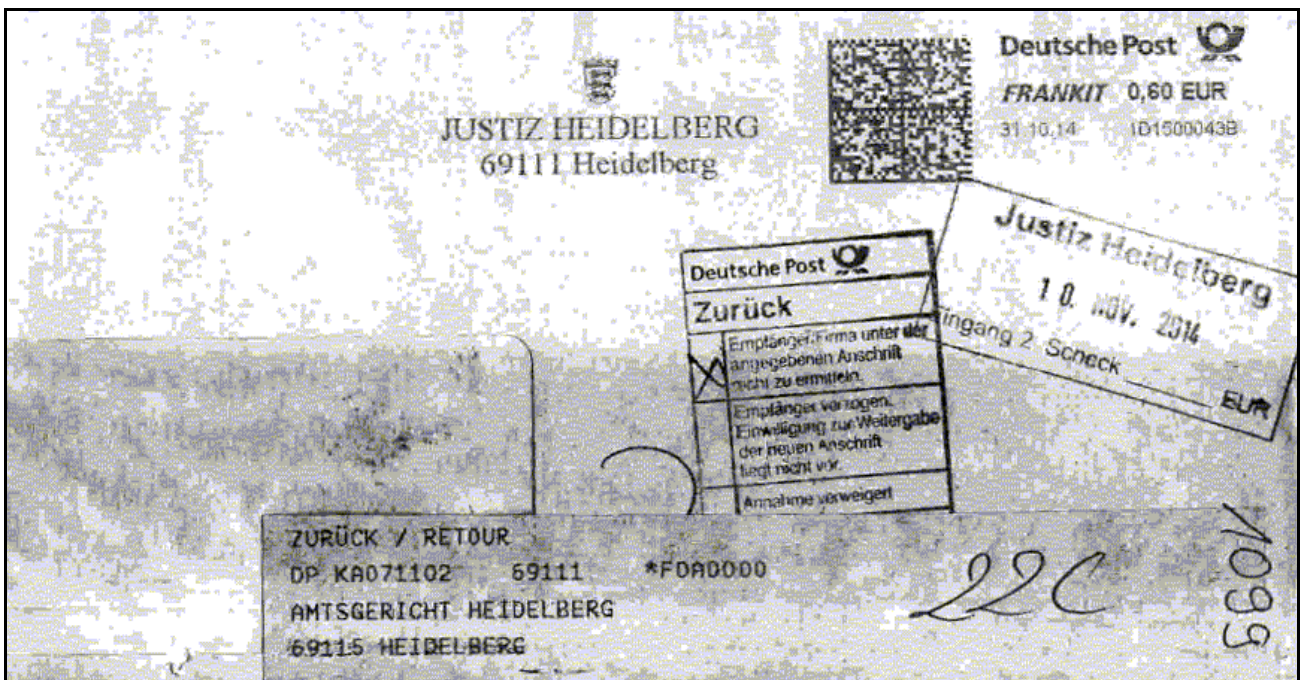 JUSTIZ HEIDELBERG
69111 Heidelberg
Deutsche Post
FRANKIT 0,60 EUR
31.10.14 1D1500043B
Justiz Heidelberg
10. NOV. 2014
Eingang 2 Scheck
EUR
Deutsche Post
Zurück
Empfänger/Firma unter der
angegebenen Anschrift
nicht zu ermitteln.
Empfänger verzogen.
Einwilligung zur Weitergabe
der neuen Anschrift
liegt nicht vor.
Annahme verweigert
ZURÜCK / RETOUR
DP KA071102 69111 *FDA0000
AMTSGERICHT HEIDELBERG
69115 HEIDELBERG
22C
1099